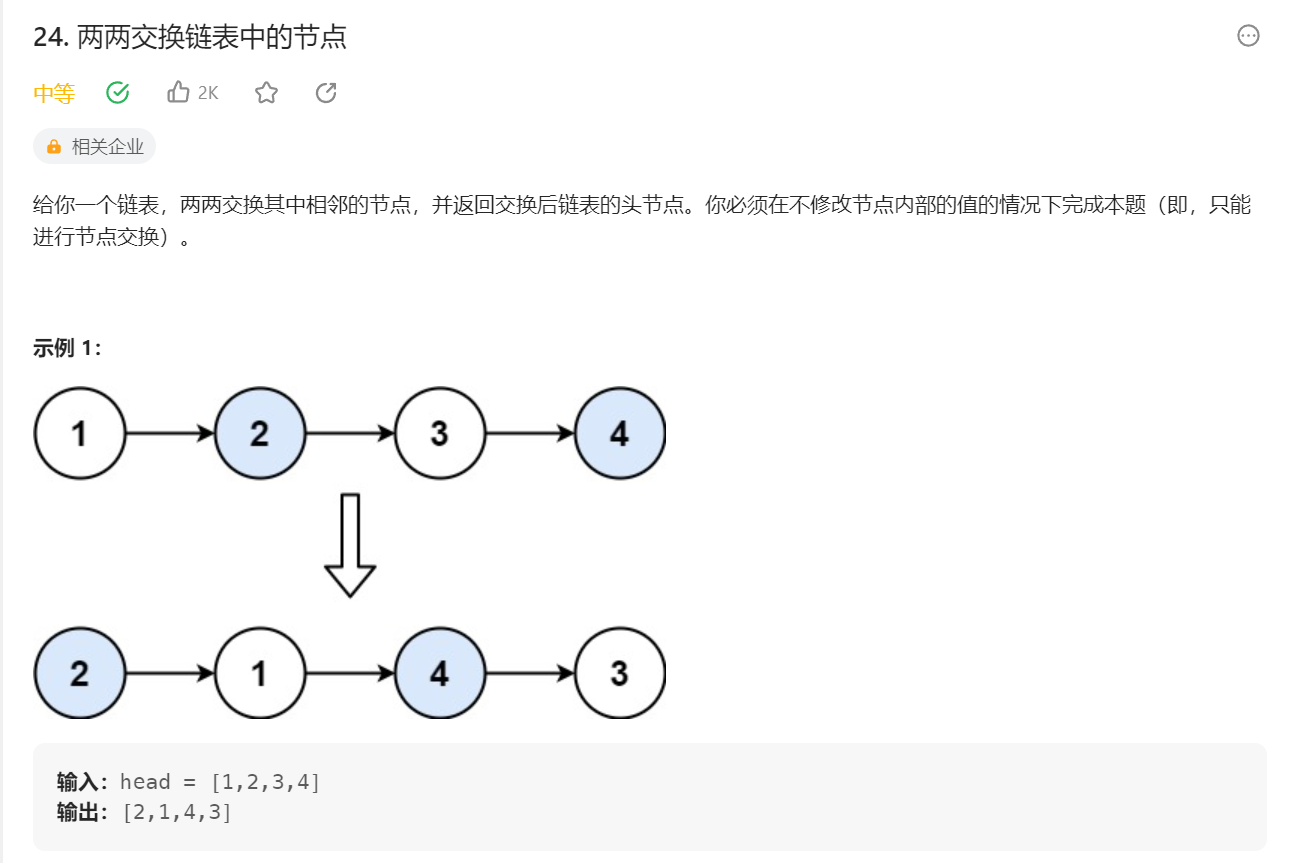 24. 两两交换链表中的节点
中等 2K
相关企业
给你一个链表，两两交换其中相邻的节点，并返回交换后链表的头节点。你必须在不修改节点内部的值的情况下完成本题（即，只能
进行节点交换）。
示例 1：
1 2 3 4
2 1 4 3
输入：head = [1,2,3,4]
输出：[2,1,4,3]